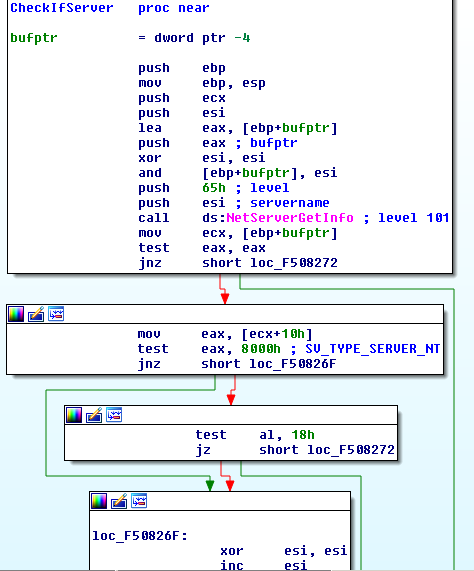 CheckIfServer proc near
bufptr = dword ptr -4
push ebp
mov ebp, esp
push ecx
push esi
lea eax, [ebp+bufptr]
push eax ; bufptr
xor esi, esi
and [ebp+bufptr], esi
push 65h ; level
push esi ; servername
call ds:NetServerGetInfo ; level 101
mov ecx, [ebp+bufptr]
test eax, eax
jnz short loc_F508272
mov eax, [ecx+10h]
test eax, 8000h ; SV_TYPE_SERVER_NT
jnz short loc_F50826F
test al, 18h
jz short loc_F508272
loc_F50826F:
xor esi, esi
inc esi